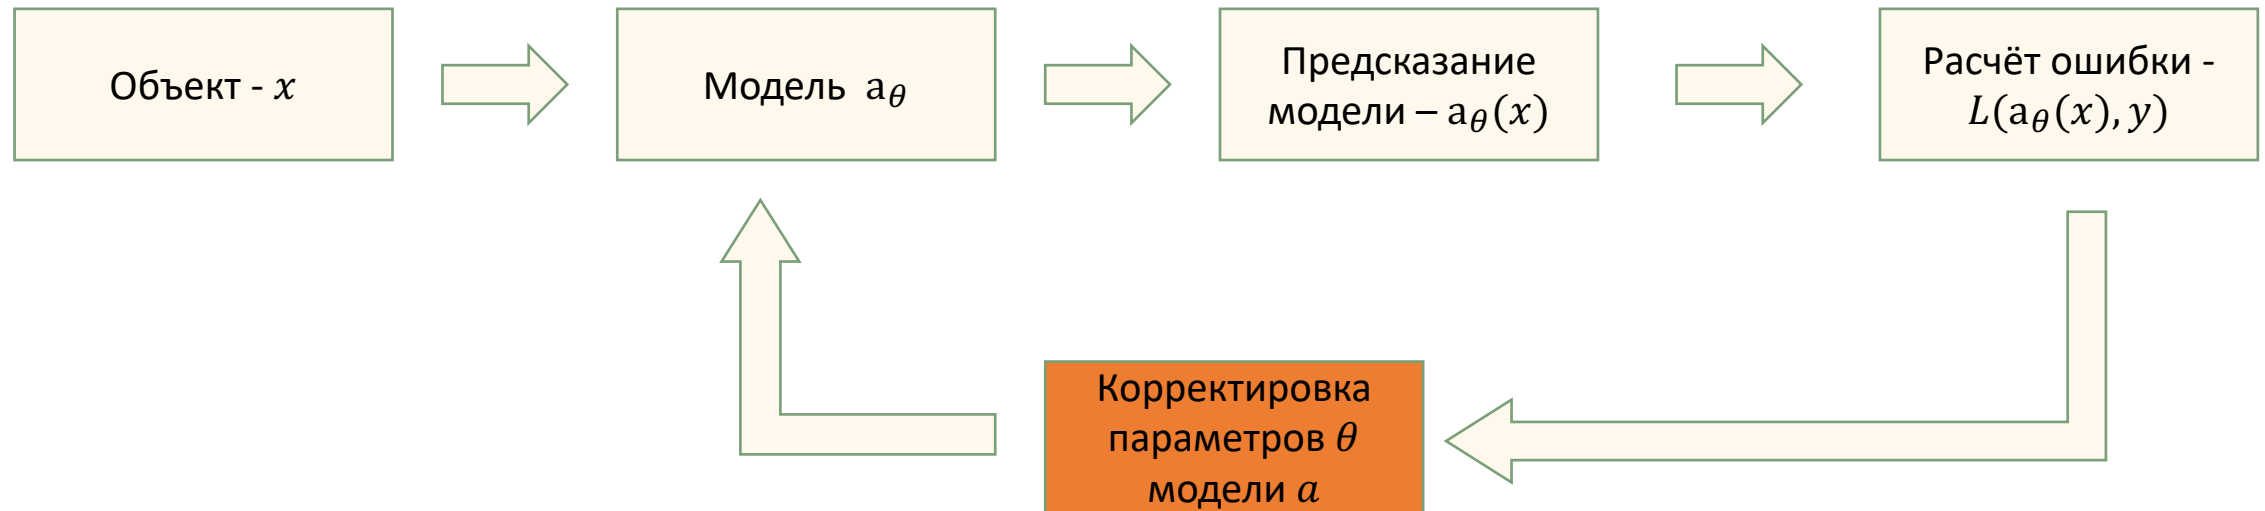 Объект - 𝑥
Модель a𝜃
Предсказание
модели – a𝜃(𝑥)
Расчёт ошибки -
𝐿(a𝜃(𝑥), 𝑦)
Корректировка
параметров 𝜃
модели 𝑎